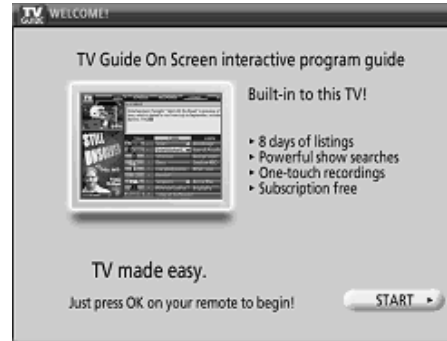 TV GUIDE WELCOME!
TV Guide On Screen interactive program guide
Built-in to this TV!
▸ 8 days of listings
▸ Powerful show searches
▸ One-touch recordings
▸ Subscription free
STILL
TV made easy.
Just press OK on your remote to begin!
START ▸